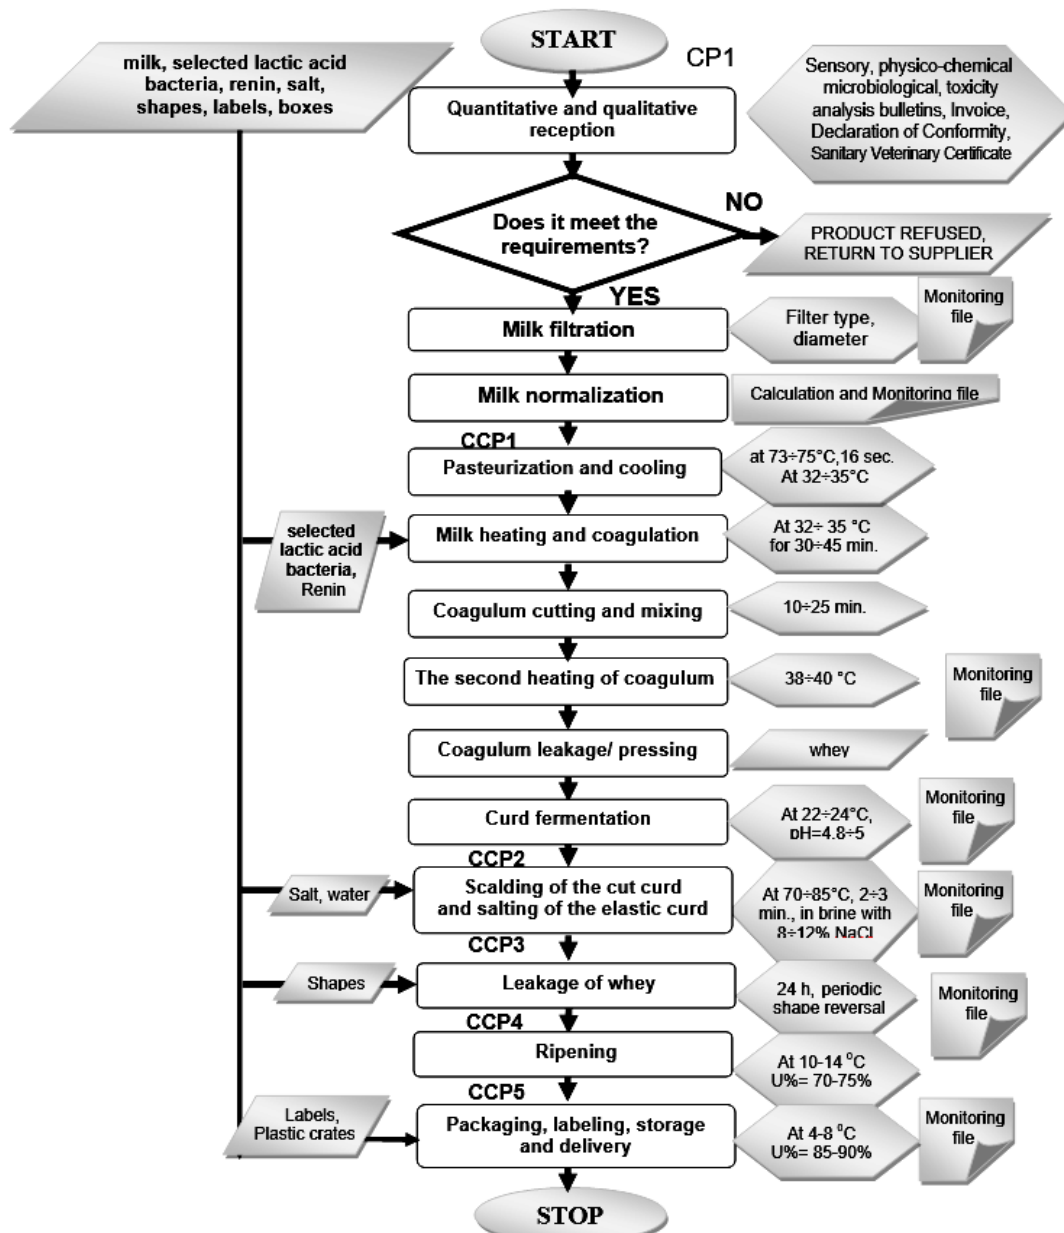 START
CP1
milk, selected lactic acid
bacteria, renin, salt,
shapes, labels, boxes
Quantitative and qualitative
reception
Sensory, physico-chemical
microbiological, toxicity
analysis bulletins, Invoice,
Declaration of Conformity,
Sanitary Veterinary Certificate
Does it meet the
requirements?
NO
PRODUCT REFUSED,
RETURN TO SUPPLIER
YES
Milk filtration
Filter type,
diameter
Monitoring
file
Milk normalization
Calculation and Monitoring file
CCP1
Pasteurization and cooling
at 73÷75°C,16 sec.
At 32÷35°C
selected
lactic acid
bacteria,
Renin
Milk heating and coagulation
At 32÷ 35 °C
for 30÷45 min.
Coagulum cutting and mixing
10÷25 min.
The second heating of coagulum
38÷40 °C
Monitoring
file
Coagulum leakage/ pressing
whey
Curd fermentation
At 22÷24°C,
pH=4.8÷5
Monitoring
file
CCP2
Salt, water
Scalding of the cut curd
and salting of the elastic curd
At 70÷85°C, 2÷3
min., in brine with
8÷12% NaCl
Monitoring
file
CCP3
Shapes
Leakage of whey
24 h, periodic
shape reversal
Monitoring
file
CCP4
Ripening
At 10-14 ⁰C
U%= 70-75%
CCP5
Labels,
Plastic crates
Packaging, labeling, storage
and delivery
At 4-8 ⁰C
U%= 85-90%
Monitoring
file
STOP